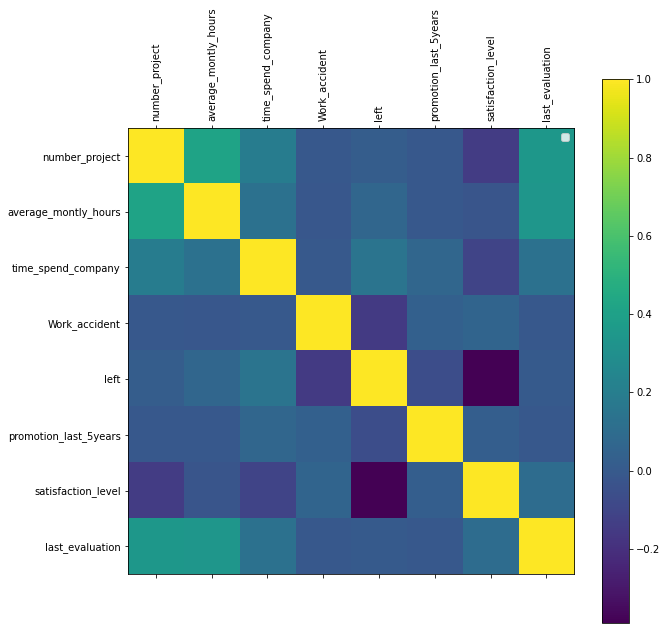 number_project
average_montly_hours
time_spend_company
Work_accident
left
promotion_last_5years
satisfaction_level
last_evaluation
number_project
average_montly_hours
time_spend_company
Work_accident
left
promotion_last_5years
satisfaction_level
last_evaluation
1.0
0.8
0.6
0.4
0.2
0.0
−0.2